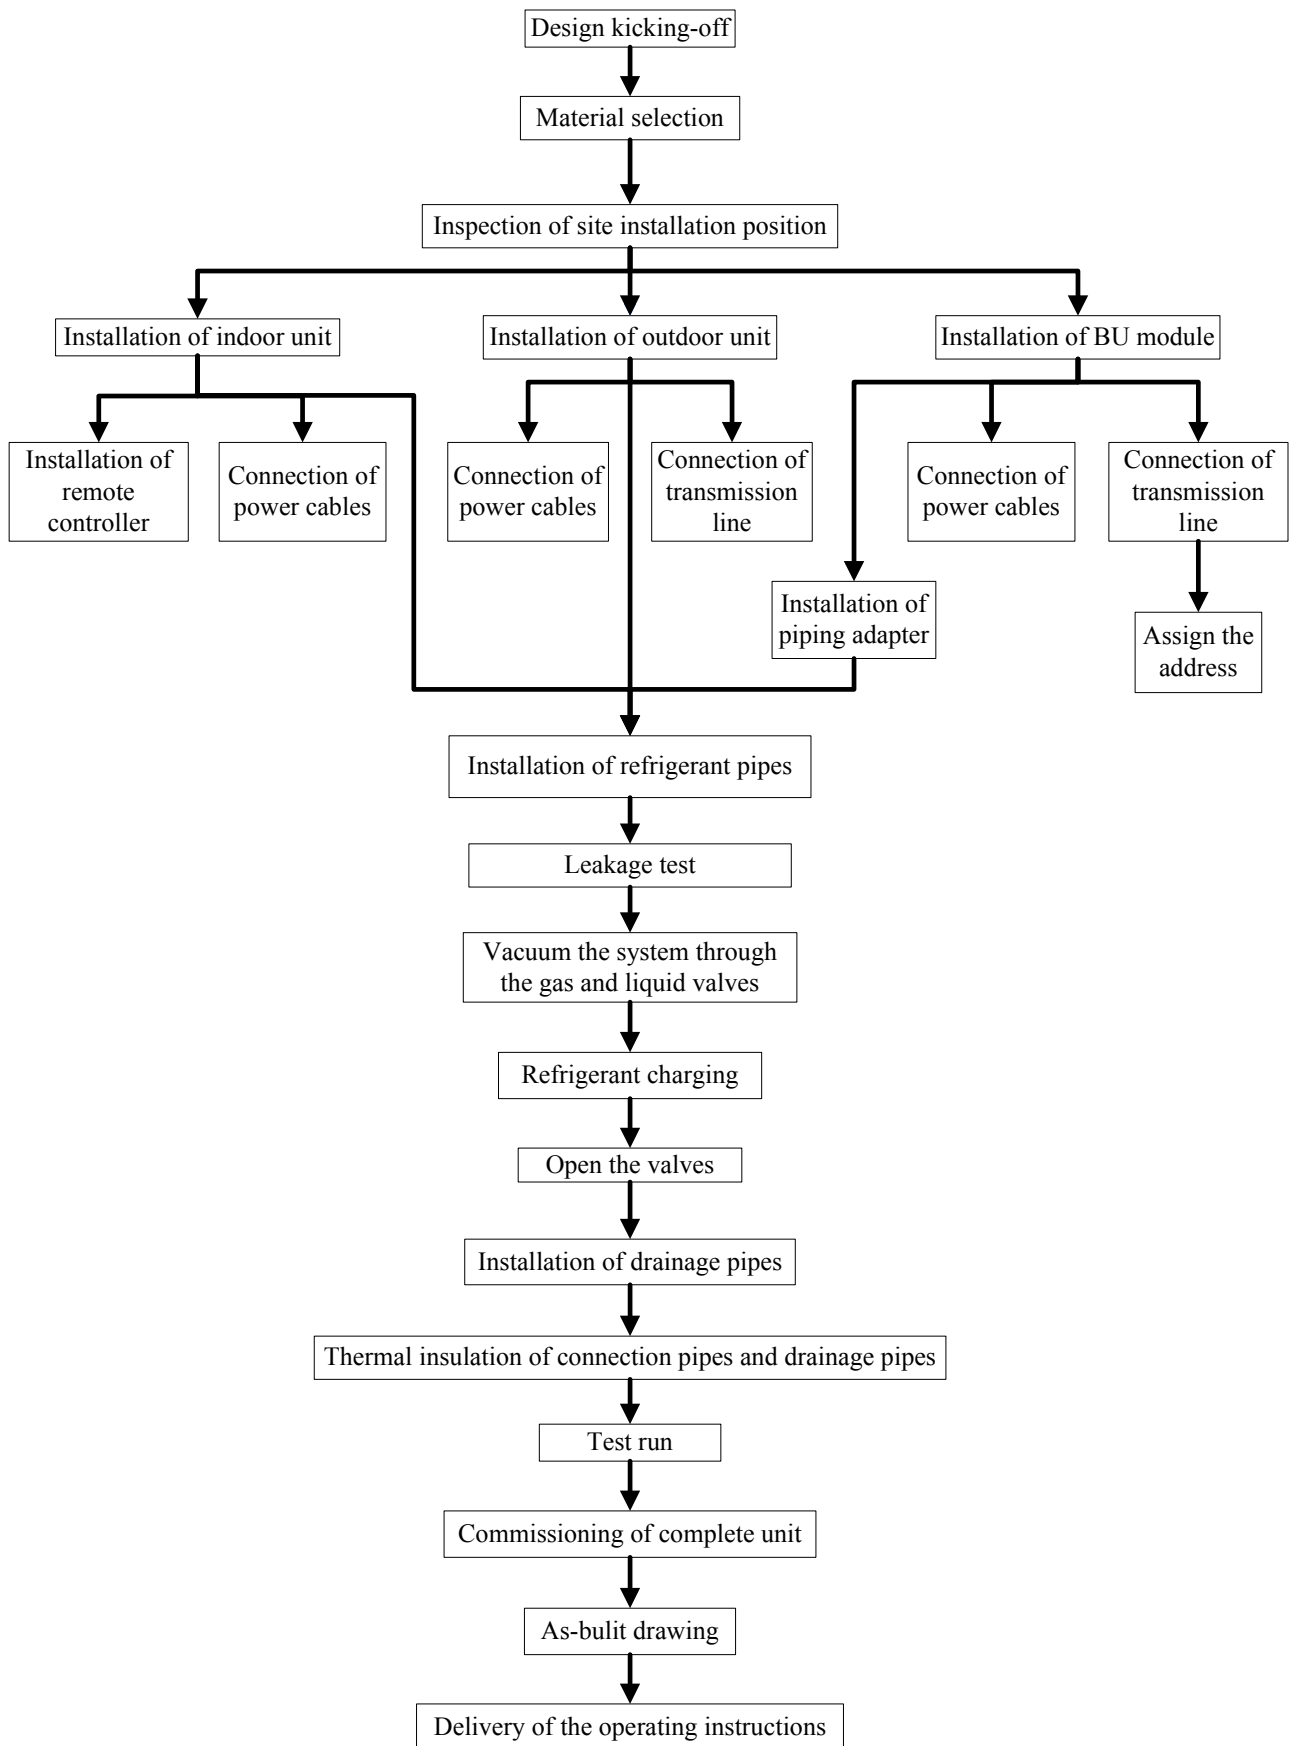 Design kicking-off
Material selection
Inspection of site installation position
Installation of indoor unit
Installation of outdoor unit
Installation of BU module
Installation of
remote
controller
Connection of
power cables
Connection of
power cables
Connection of
transmission
line
Connection of
power cables
Connection of
transmission
line
Installation of
piping adapter
Assign the
address
Installation of refrigerant pipes
Leakage test
Vacuum the system through
the gas and liquid valves
Refrigerant charging
Open the valves
Installation of drainage pipes
Thermal insulation of connection pipes and drainage pipes
Test run
Commissioning of complete unit
As-bulit drawing
Delivery of the operating instructions